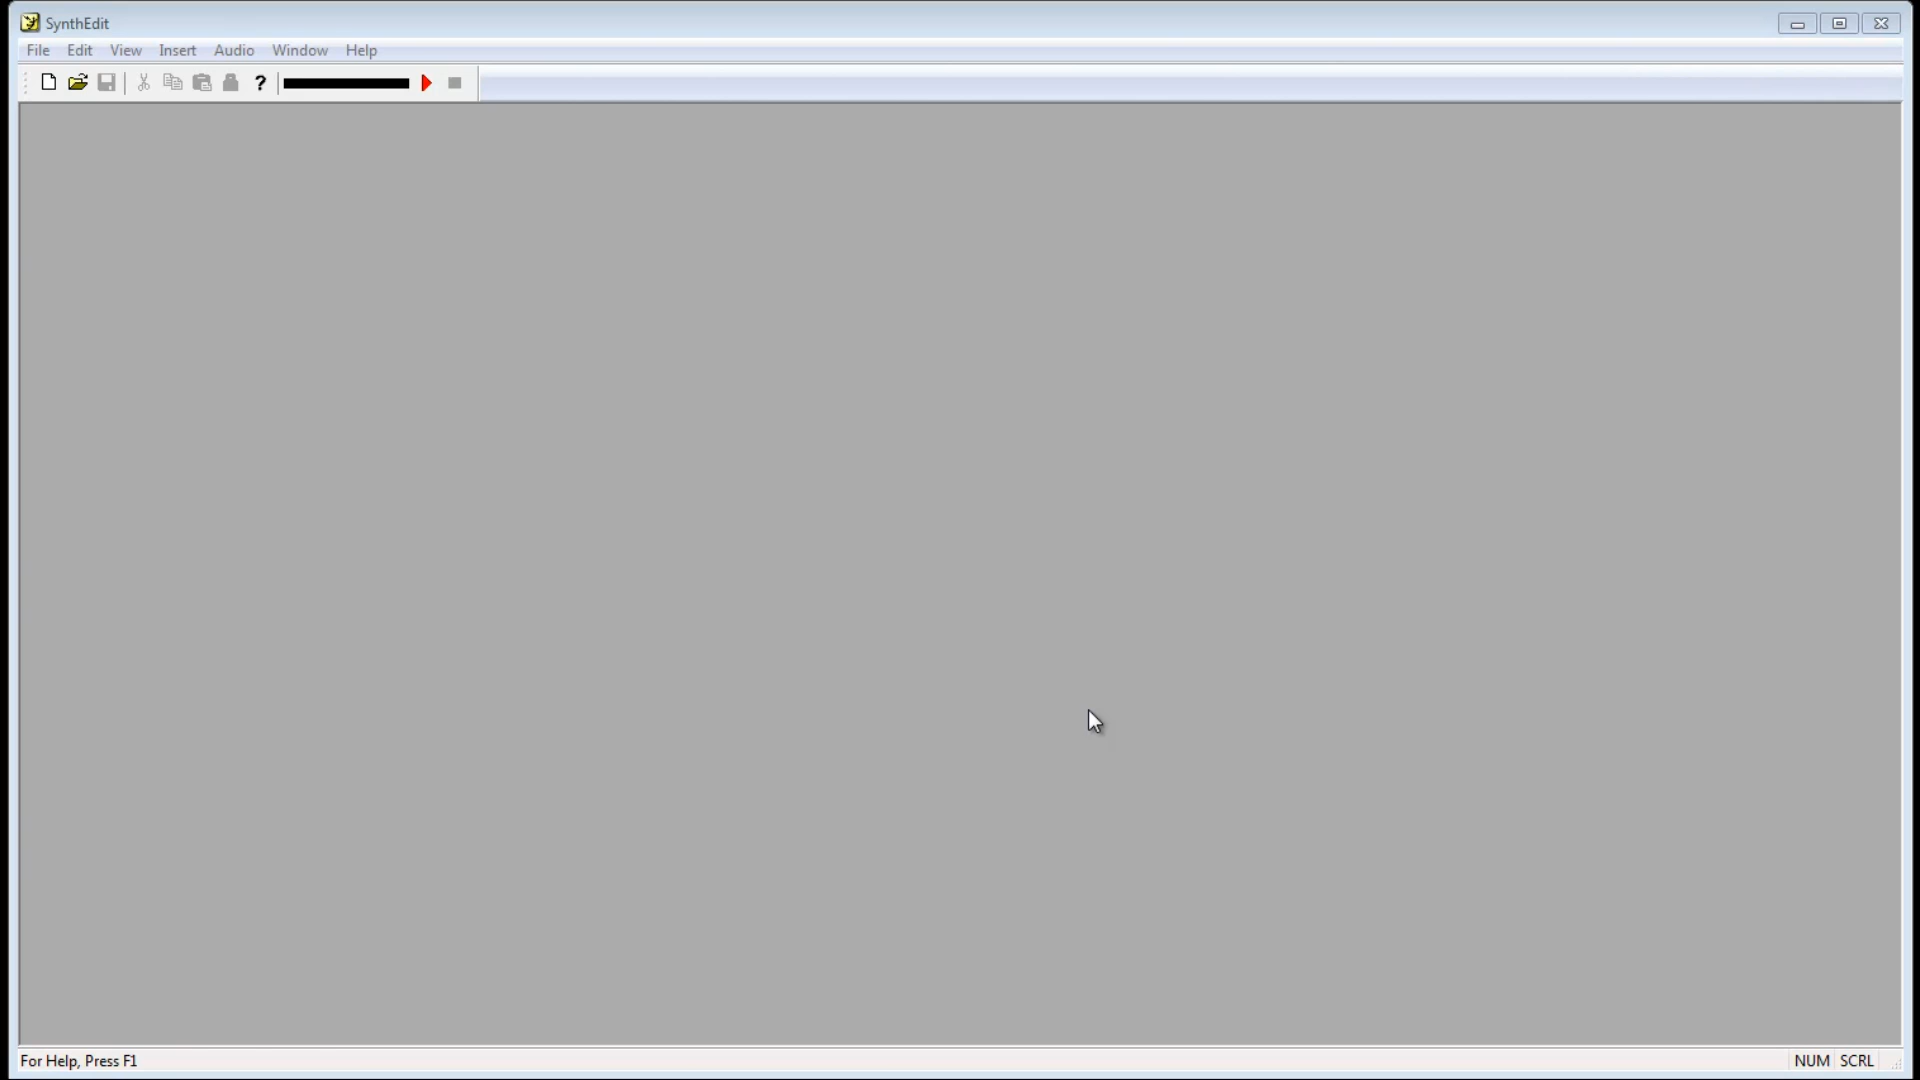 SynthEdit
File Edit View Insert Audio Window Help
?
For Help, Press F1
NUM SCRL